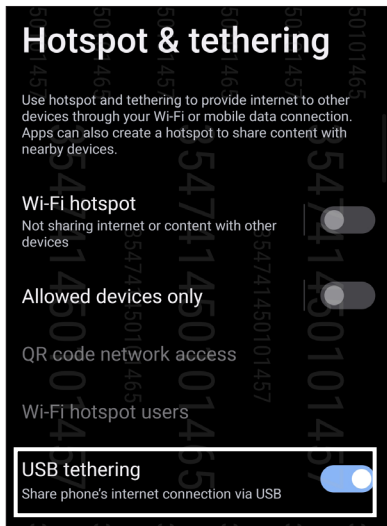 Hotspot & tethering
Use hotspot and tethering to provide internet to other
devices through your Wi-Fi or mobile data connection.
Apps can also create a hotspot to share content with
nearby devices.
Wi-Fi hotspot
Not sharing internet or content with other
devices
Allowed devices only
QR code network access
Wi-Fi hotspot users
USB tethering
Share phone's internet connection via USB